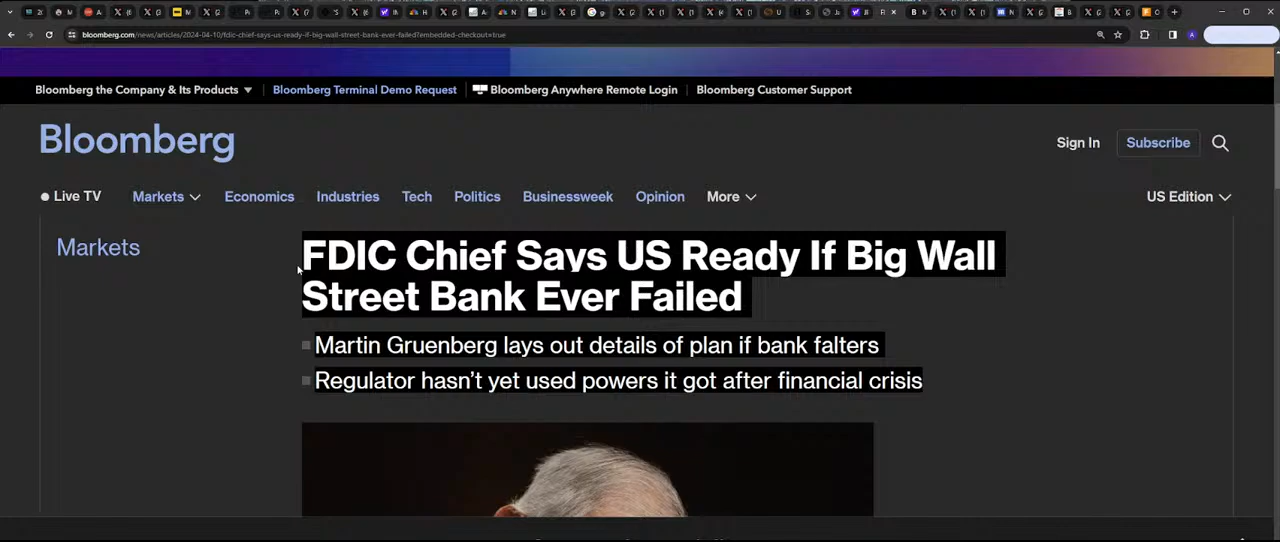 bloomberg.com/news/articles/2024-04-10/fdic-chief-says-us-ready-if-big-wall-street-bank-ever-failed?embedded-checkout=true
Bloomberg the Company & Its Products
Bloomberg Terminal Demo Request
Bloomberg Anywhere Remote Login
Bloomberg Customer Support
Bloomberg
Sign In
Subscribe
Live TV
Markets
Economics
Industries
Tech
Politics
Businessweek
Opinion
More
US Edition
Markets
FDIC Chief Says US Ready If Big Wall
Street Bank Ever Failed
Martin Gruenberg lays out details of plan if bank falters
Regulator hasn't yet used powers it got after financial crisis